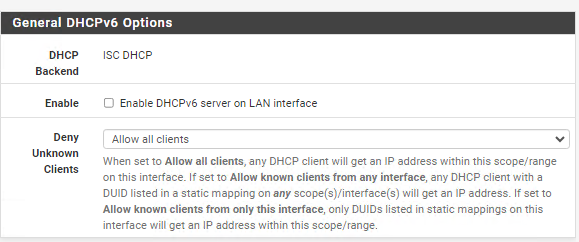 General DHCPv6 Options
DHCP Backend
ISC DHCP
Enable
Enable DHCPv6 server on LAN interface
Deny Unknown Clients
Allow all clients
When set to Allow all clients, any DHCP client will get an IP address within this scope/range
on this interface. If set to Allow known clients from any interface, any DHCP client with a
DUID listed in a static mapping on any scope(s)/interface(s) will get an IP address. If set to
Allow known clients from only this interface, only DUIDs listed in static mappings on this
interface will get an IP address within this scope/range.